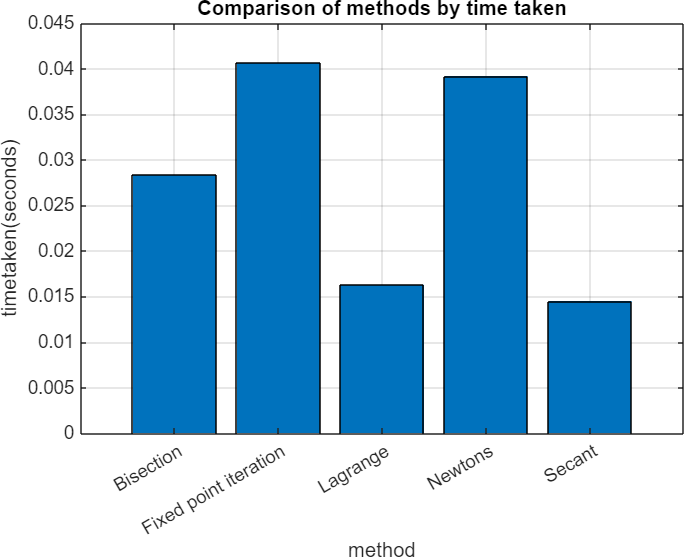 Comparison of methods by time taken
timetaken(seconds)
0.045
0.04
0.035
0.03
0.025
0.02
0.015
0.01
0.005
0
Bisection
Fixed point iteration
Lagrange
Newtons
Secant
method